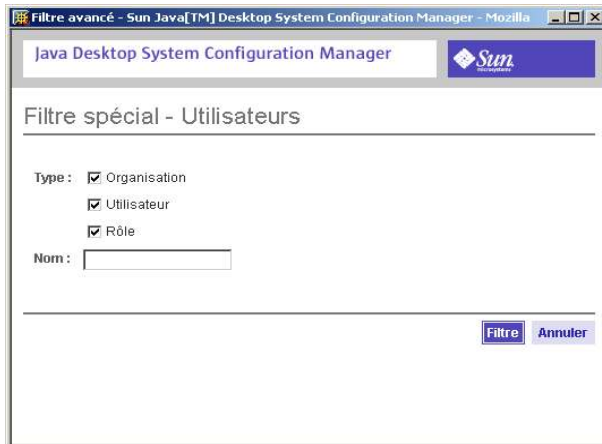 Filtre avancé - Sun Java[TM] Desktop System Configuration Manager - Mozilla
Java Desktop System Configuration Manager
Sun
microsystems
Filtre spécial - Utilisateurs
Type : Organisation
Utilisateur
Rôle
Nom :
Filtre Annuler